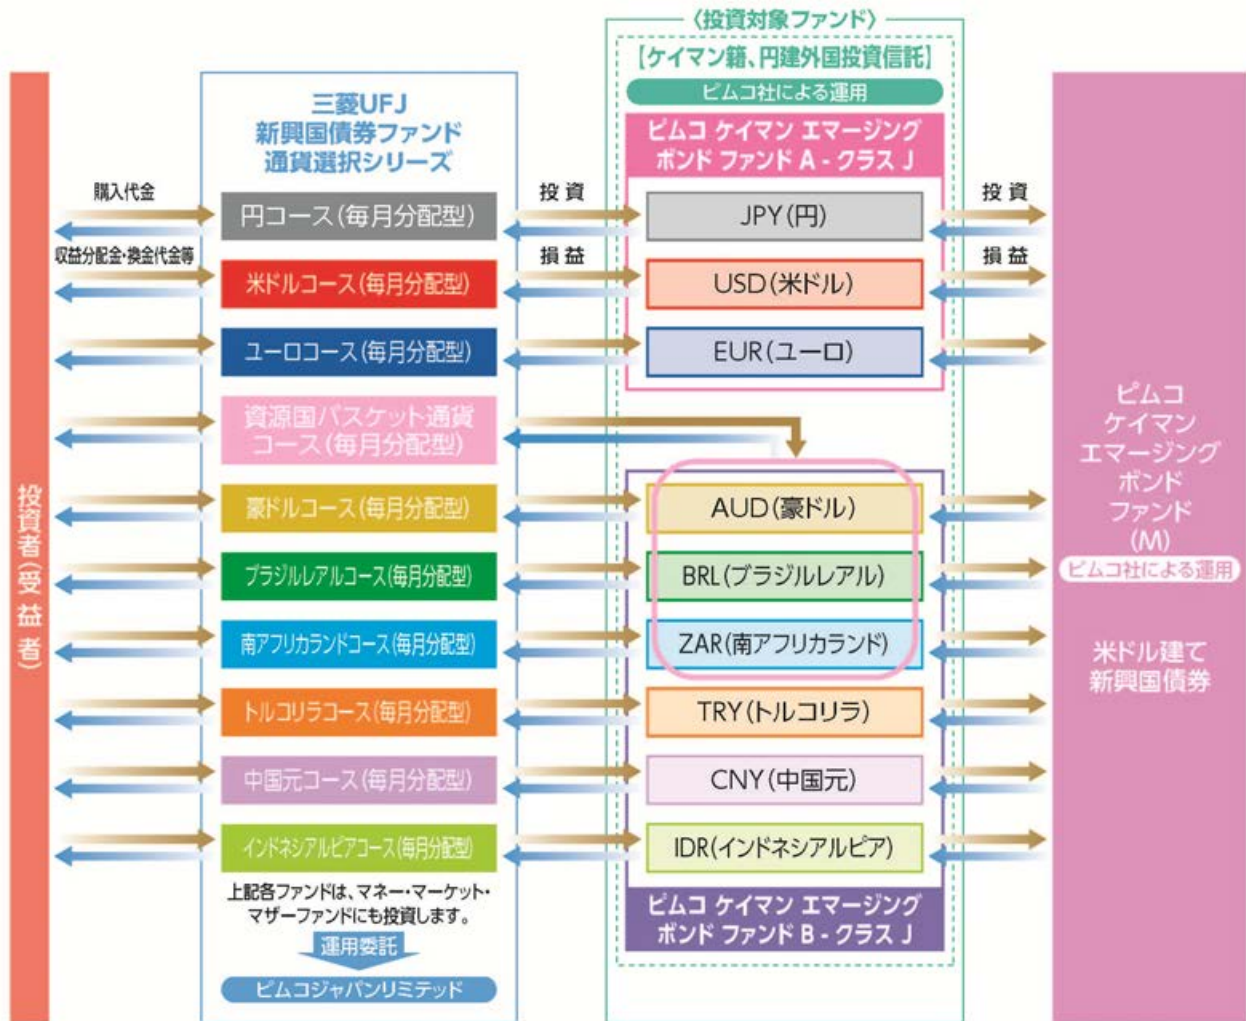 〈投資対象ファンド〉
【ケイマン籍、円建外国投資信託】
ピムコ社による運用
三菱UFJ
新興国債券ファンド
通貨選択シリーズ
ピムコ ケイマン エマージング
ボンド ファンド A - クラス J
購入代金
収益分配金・換金代金等
投資
損益
投資
損益
円コース(毎月分配型)
JPY(円)
米ドルコース(毎月分配型)
USD(米ドル)
ユーロコース(毎月分配型)
EUR(ユーロ)
資源国バスケット通貨
コース(毎月分配型)
豪ドルコース(毎月分配型)
AUD(豪ドル)
ブラジルレアルコース(毎月分配型)
BRL(ブラジルレアル)
南アフリカランドコース(毎月分配型)
ZAR(南アフリカランド)
トルコリラコース(毎月分配型)
TRY(トルコリラ)
中国元コース(毎月分配型)
CNY(中国元)
インドネシアルピアコース(毎月分配型)
IDR(インドネシアルピア)
上記各ファンドは、マネー・マーケット・
マザーファンドにも投資します。
運用委託
ピムコジャパンリミテッド
ピムコ ケイマン エマージング
ボンド ファンド B - クラス J
投資者(受益者)
ピムコ
ケイマン
エマージング
ボンド
ファンド
(M)
ピムコ社による運用
米ドル建て
新興国債券